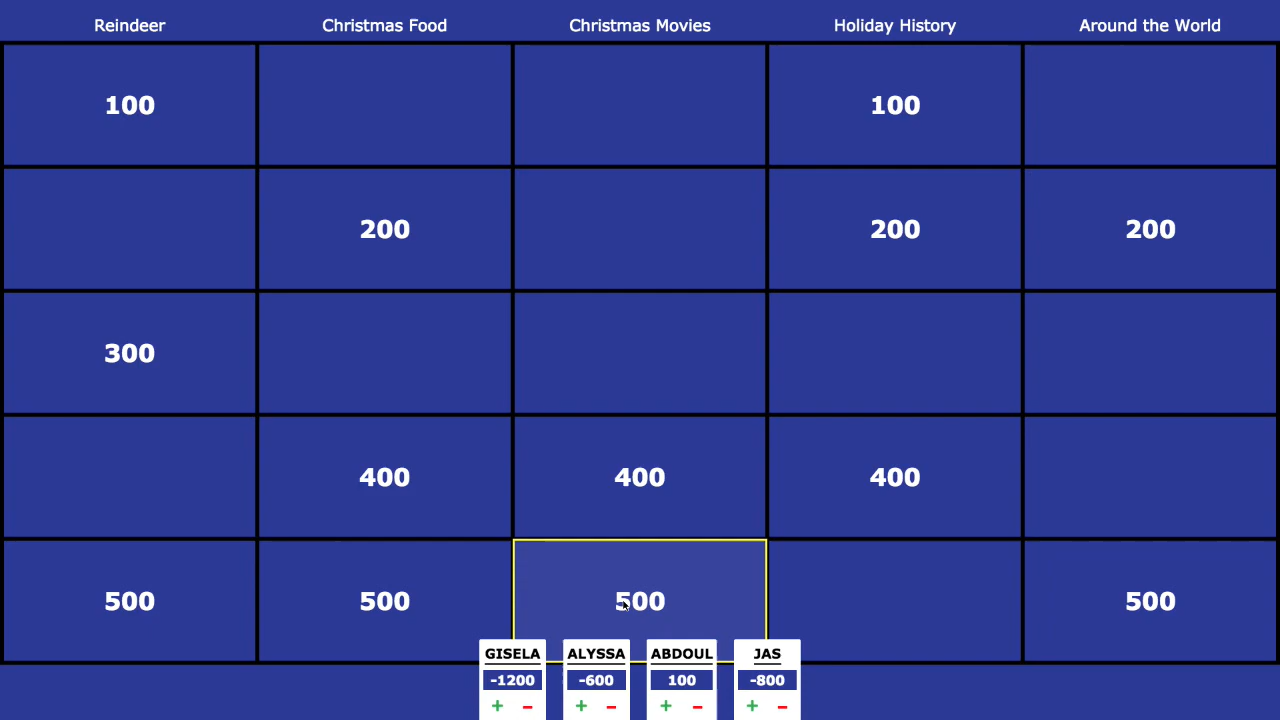 Reindeer Christmas Food Christmas Movies Holiday History Around the World
100 100
200 200 200
300
400 400 400
500 500 500 500
GISELA ALYSSA ABDOUL JAS
-1200 -600 100 -800
+ − + − + − + −